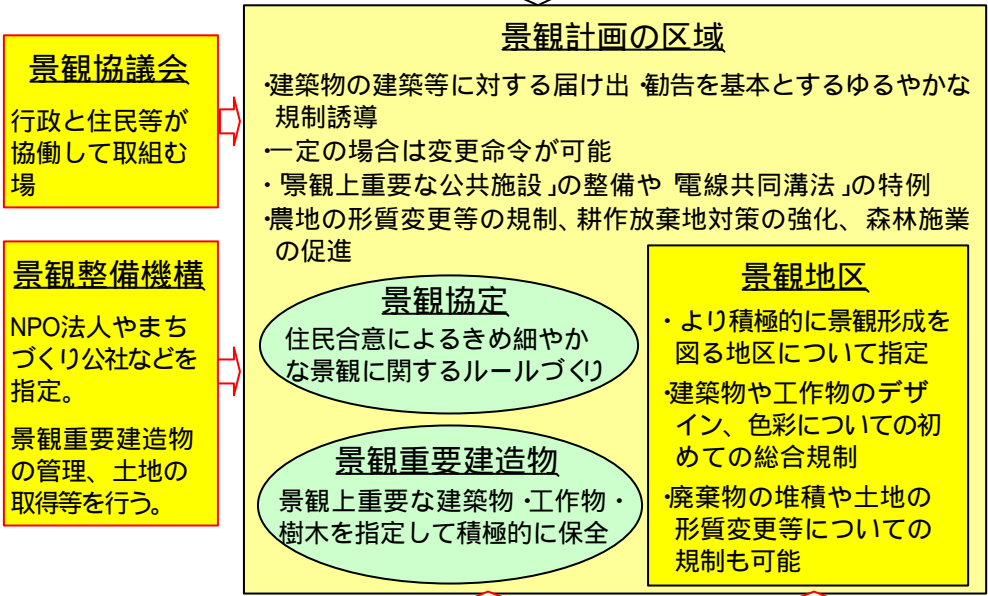 景観協議会
行政と住民等が
協働して取組む
場
景観整備機構
NPO法人やまち
づくり公社などを
指定。
景観重要建造物
の管理、土地の
取得等を行う。
景観計画の区域
・建築物の建築等に対する届け出・勧告を基本とするゆるやかな
規制誘導
・一定の場合は変更命令が可能
・「景観上重要な公共施設」の整備や「電線共同溝法」の特例
・農地の形質変更等の規制、耕作放棄地対策の強化、森林施業
の促進
景観協定
住民合意によるきめ細やか
な景観に関するルールづくり
景観重要建造物
景観上重要な建築物・工作物・
樹木を指定して積極的に保全
景観地区
・より積極的に景観形成を
図る地区について指定
・建築物や工作物のデザ
イン、色彩についての初
めての総合規制
・廃棄物の堆積や土地の
形質変更等についての
規制も可能